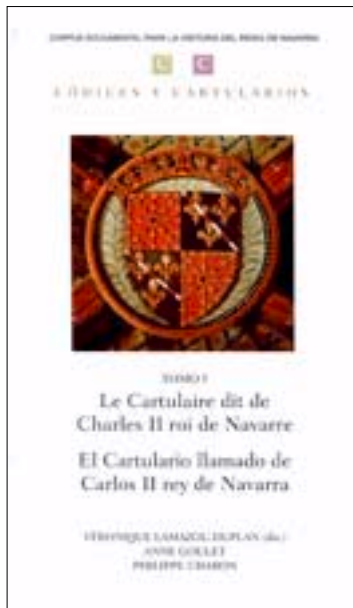 CORPUS DOCUMENTAL PARA LA HISTORIA DEL REINO DE NAVARRA
C C
CÓDICES Y CARTULARIOS
TOMO I
Le Cartulaire dit de
Charles II roi de Navarre
El Cartulario llamado de
Carlos II rey de Navarra
VÉRONIQUE LAMAZOU-DUPLAN (dir.)
ANNE GOULET
PHILIPPE CHARON